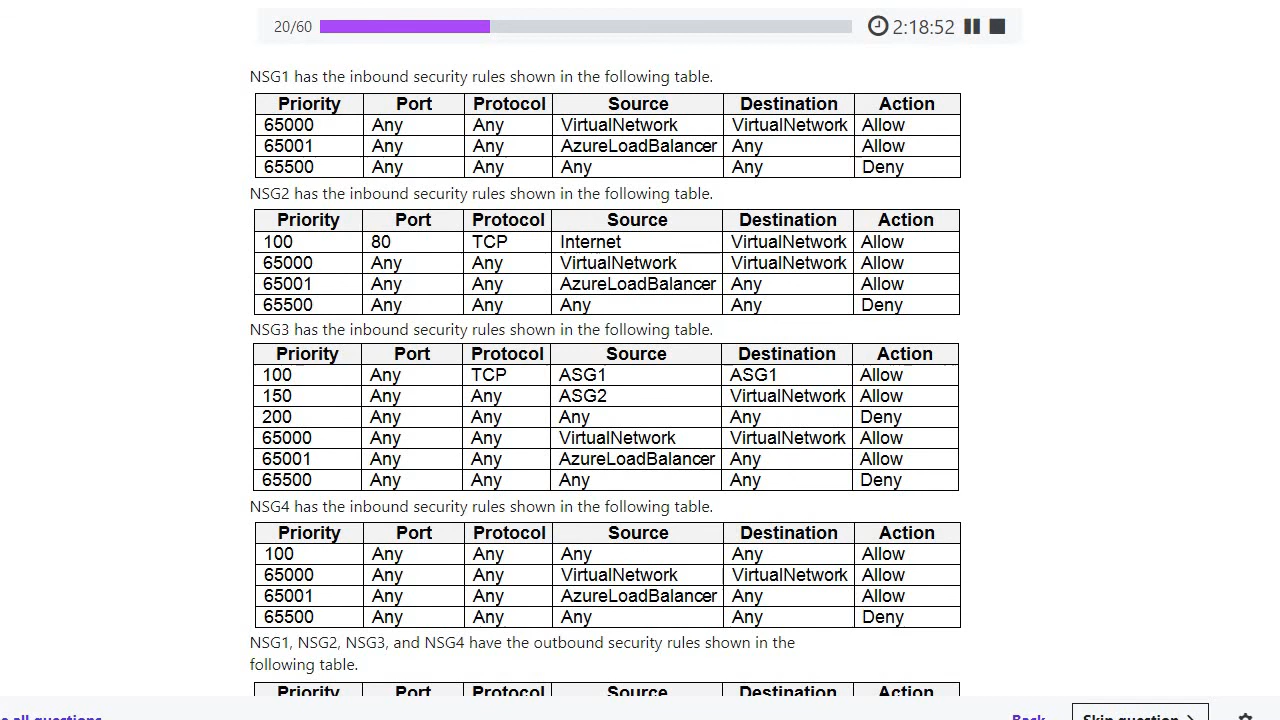 20/60 2:18:52
NSG1 has the inbound security rules shown in the following table.
Priority Port Protocol Source Destination Action
65000 Any Any VirtualNetwork VirtualNetwork Allow
65001 Any Any AzureLoadBalancer Any Allow
65500 Any Any Any Any Deny
NSG2 has the inbound security rules shown in the following table.
Priority Port Protocol Source Destination Action
100 80 TCP Internet VirtualNetwork Allow
65000 Any Any VirtualNetwork VirtualNetwork Allow
65001 Any Any AzureLoadBalancer Any Allow
65500 Any Any Any Any Deny
NSG3 has the inbound security rules shown in the following table.
Priority Port Protocol Source Destination Action
100 Any TCP ASG1 ASG1 Allow
150 Any Any ASG2 VirtualNetwork Allow
200 Any Any Any Any Deny
65000 Any Any VirtualNetwork VirtualNetwork Allow
65001 Any Any AzureLoadBalancer Any Allow
65500 Any Any Any Any Deny
NSG4 has the inbound security rules shown in the following table.
Priority Port Protocol Source Destination Action
100 Any Any Any Any Allow
65000 Any Any VirtualNetwork VirtualNetwork Allow
65001 Any Any AzureLoadBalancer Any Allow
65500 Any Any Any Any Deny
NSG1, NSG2, NSG3, and NSG4 have the outbound security rules shown in the
following table.
Priority Port Protocol Source Destination Action
e all questions Back Skip question